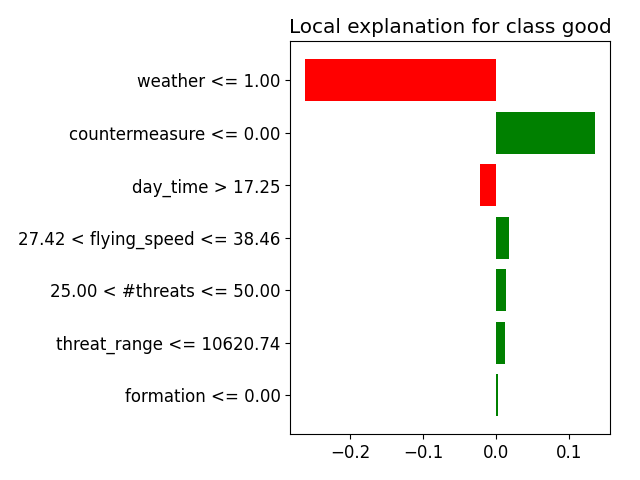 Local explanation for class good
weather <= 1.00
countermeasure <= 0.00
day_time > 17.25
27.42 < flying_speed <= 38.46
25.00 < #threats <= 50.00
threat_range <= 10620.74
formation <= 0.00
−0.2 −0.1 0.0 0.1